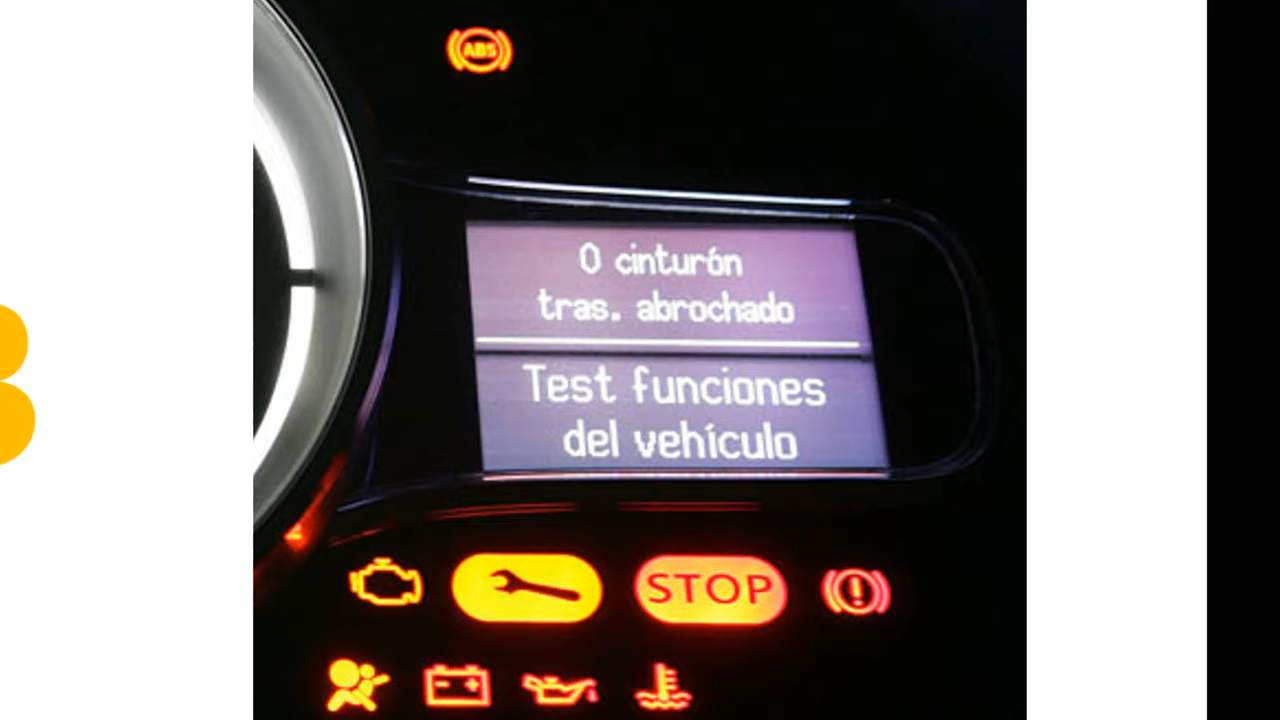 ABS
0 cinturón
tras. abrochado
Test funciones
del vehículo
STOP